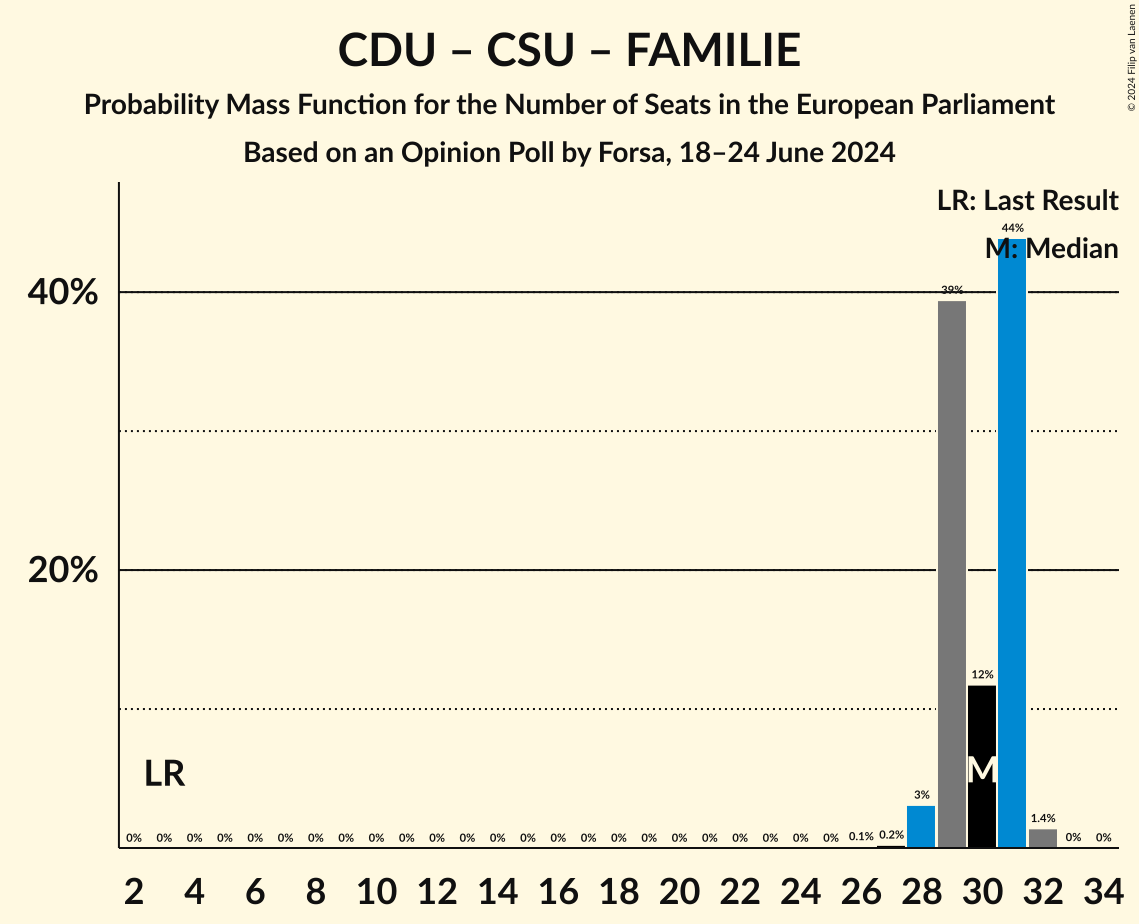 CDU – CSU – FAMILIE
Probability Mass Function for the Number of Seats in the European Parliament
Based on an Opinion Poll by Forsa, 18–24 June 2024
© 2024 Filip van Laenen
LR: Last Result
M: Median
44%
40%
39%
20%
12%
LR
M
3%
1.4%
0% 0% 0% 0% 0% 0% 0% 0% 0% 0% 0% 0% 0% 0% 0% 0% 0% 0% 0% 0% 0% 0% 0% 0% 0.1% 0.2% 0% 0%
2 4 6 8 10 12 14 16 18 20 22 24 26 28 30 32 34